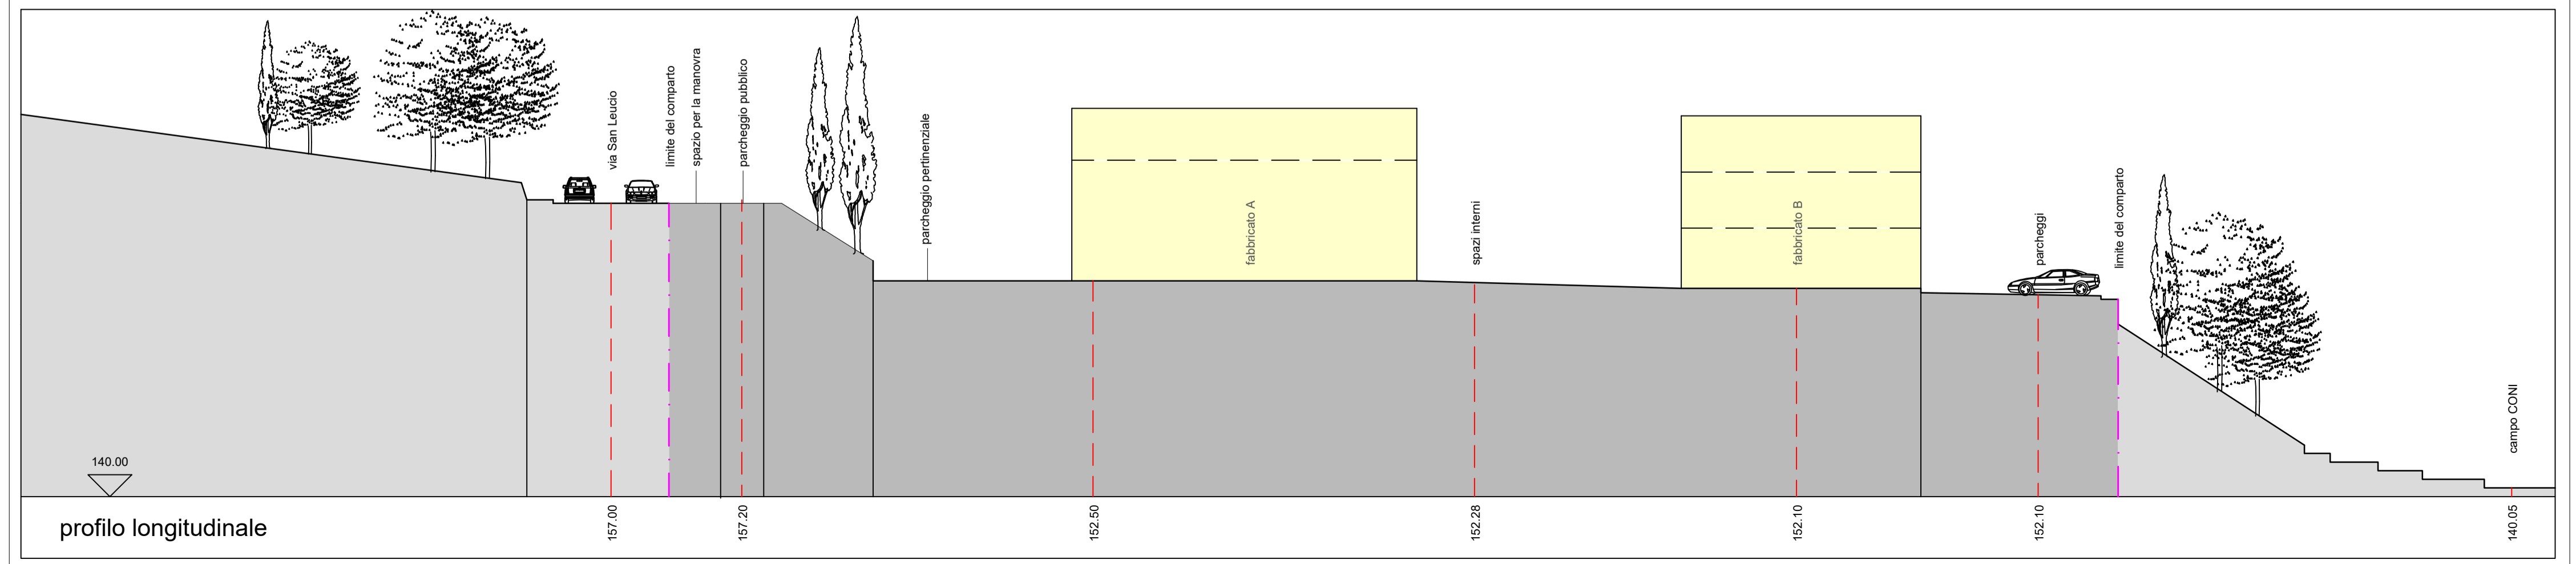 via San Leucio
limite del comparto
spazio per la manovra
parcheggio pubblico
parcheggio pertinenziale
fabbricato A
spazi interni
fabbricato B
parcheggi
limite del comparto
campo CONI
140.00
157.00
157.20
152.50
152.28
152.10
152.10
140.05
profilo longitudinale